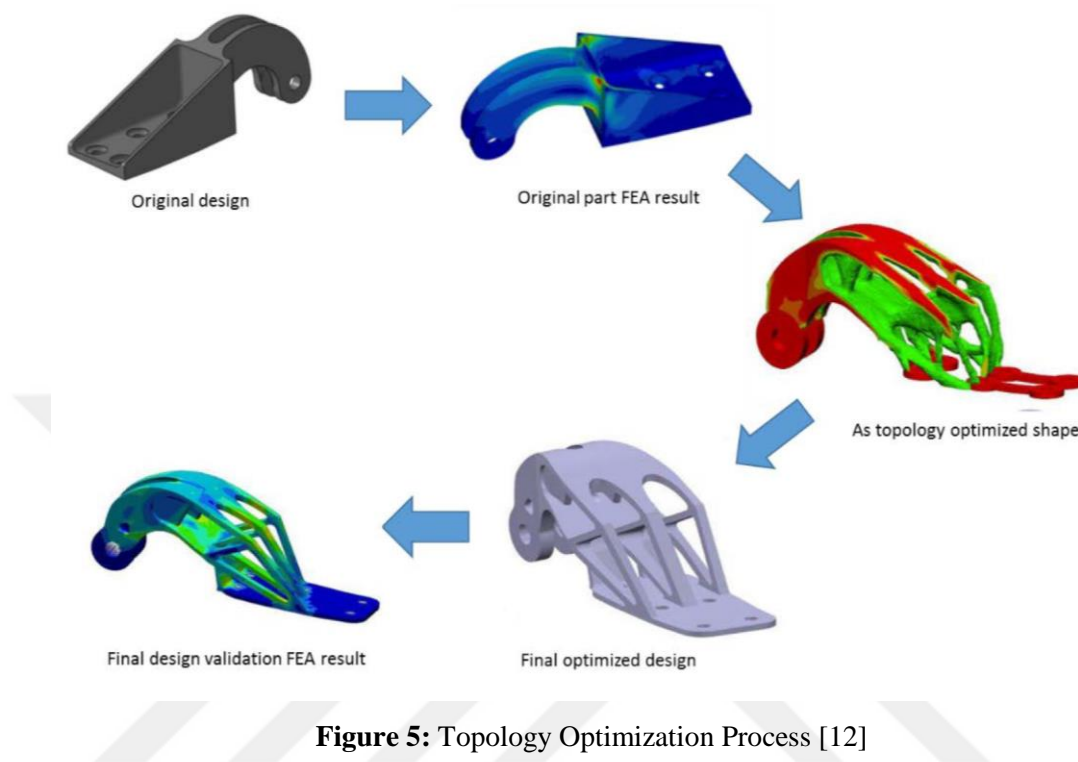 Original design
Original part FEA result
As topology optimized shape
Final optimized design
Final design validation FEA result
Figure 5: Topology Optimization Process [12]